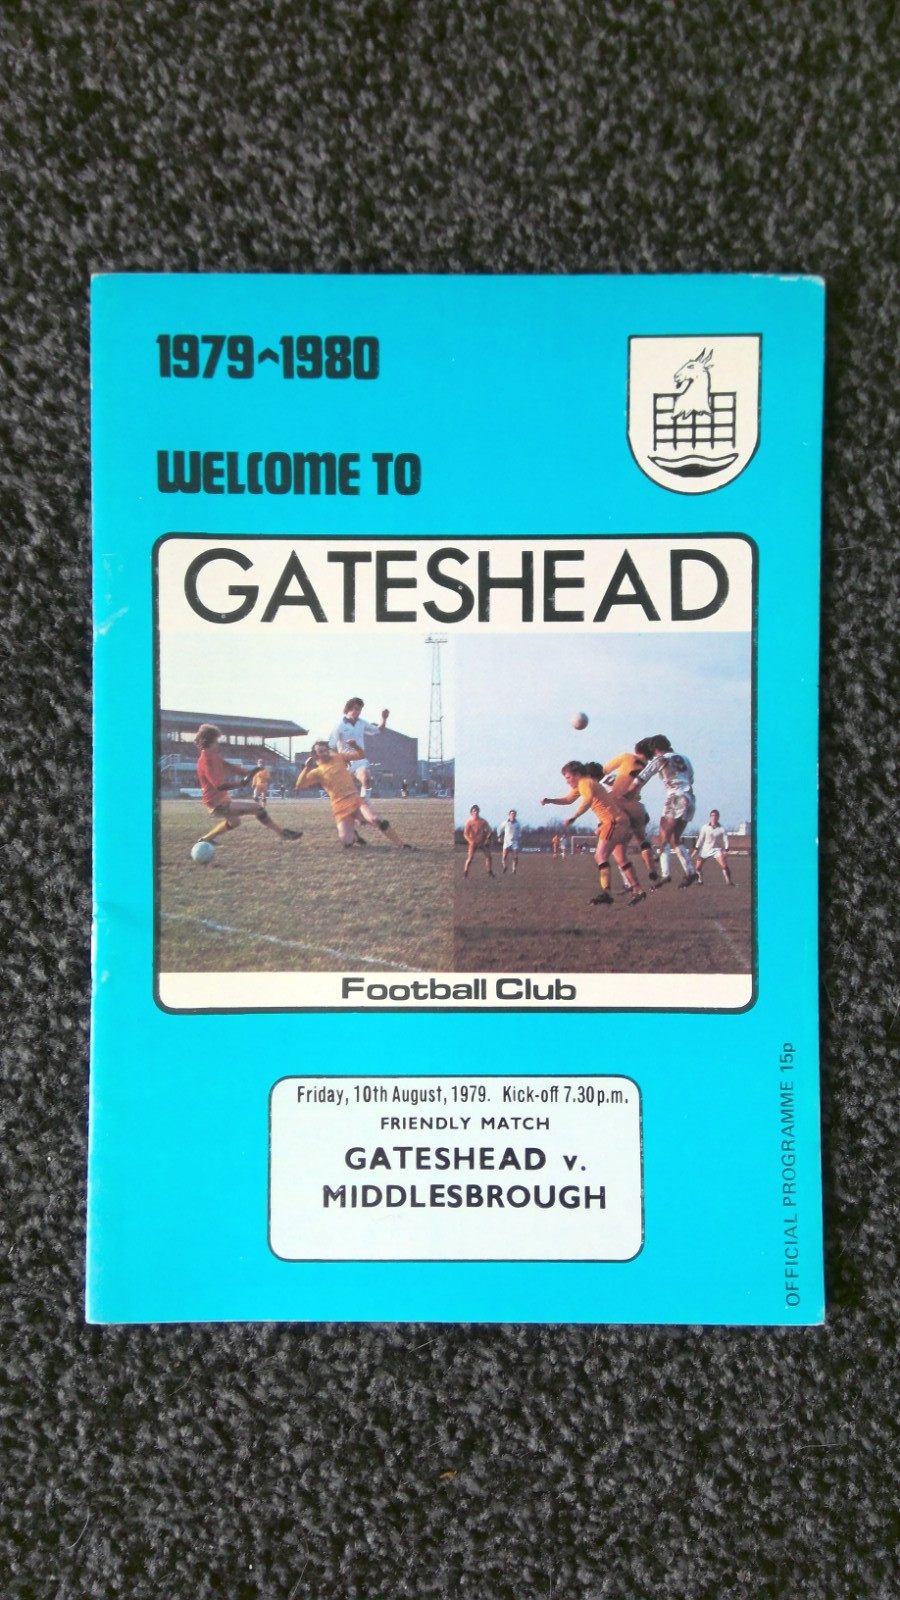 1979-1980
WELCOME TO
GATESHEAD
Football Club
Friday, 10th August, 1979. Kick-off 7.30p.m.
FRIENDLY MATCH
GATESHEAD v.
MIDDLESBROUGH
OFFICIAL PROGRAMME 15p